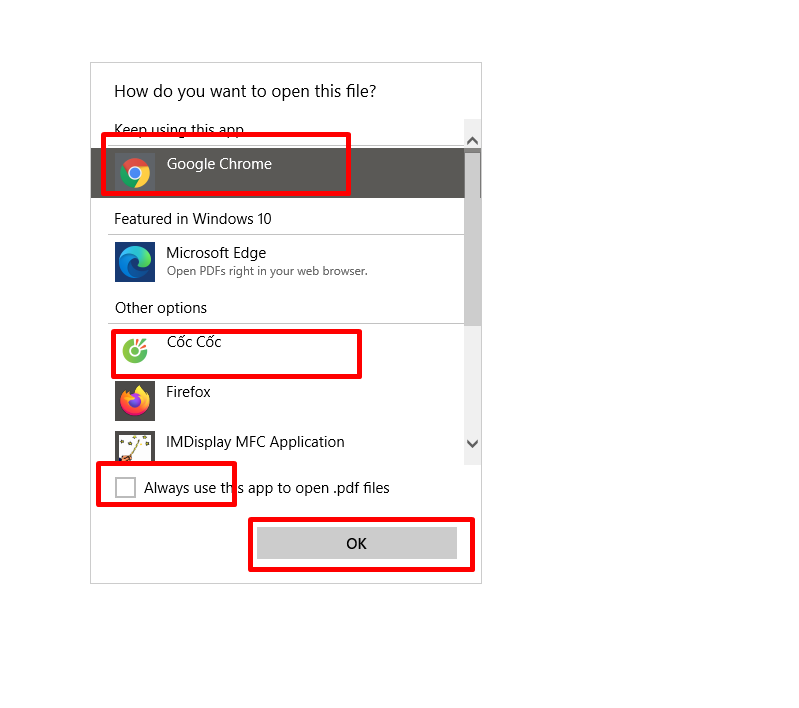 How do you want to open this file?
Keep using this app
Google Chrome
Featured in Windows 10
Microsoft Edge
Open PDFs right in your web browser.
Other options
Cốc Cốc
Firefox
IMDisplay MFC Application
Always use this app to open .pdf files
OK